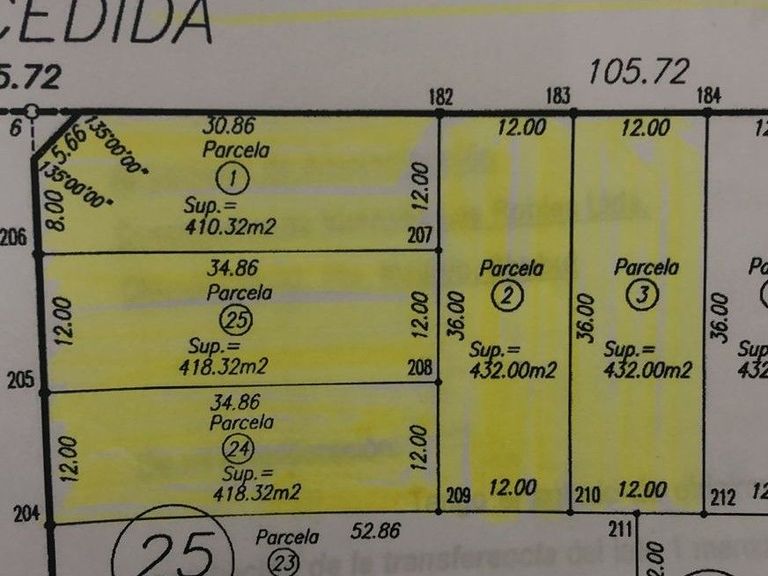 CEDIDA
5.72
105.72
182
183
184
6
5.66
135°00'00"
135°00'00"
30.86
12.00
12.00
Parcela
1
Sup.=
410.32m2
8.00
12.00
206
207
34.86
Parcela
25
Sup.=
418.32m2
12.00
12.00
Parcela
2
Sup.=
432.00m2
36.00
Parcela
3
Sup.=
432.00m2
36.00
36.00
205
208
34.86
Parcela
24
Sup.=
418.32m2
12.00
12.00
204
209
12.00
210
12.00
212
211
25
Parcela
23
52.86